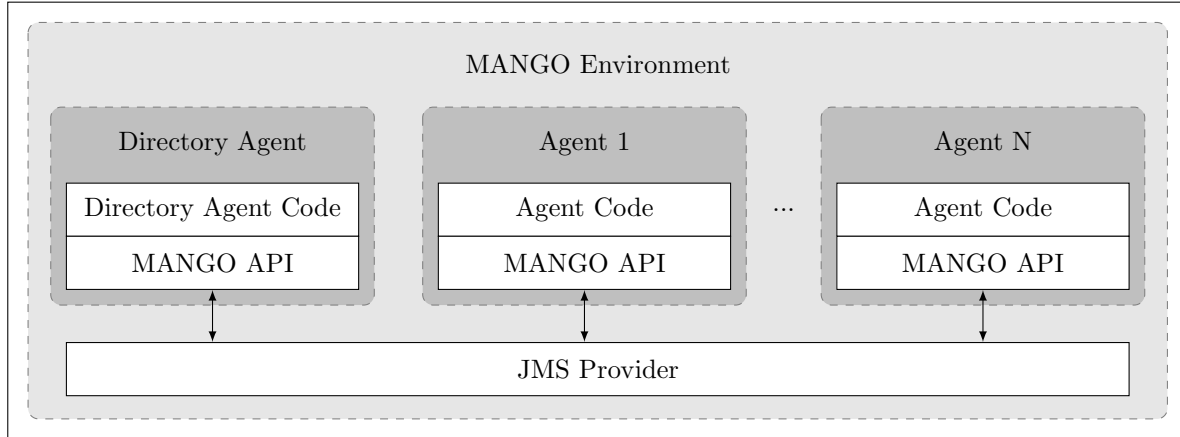 MANGO Environment
Directory Agent
Directory Agent Code
MANGO API
Agent 1
Agent Code
MANGO API
...
Agent N
Agent Code
MANGO API
JMS Provider